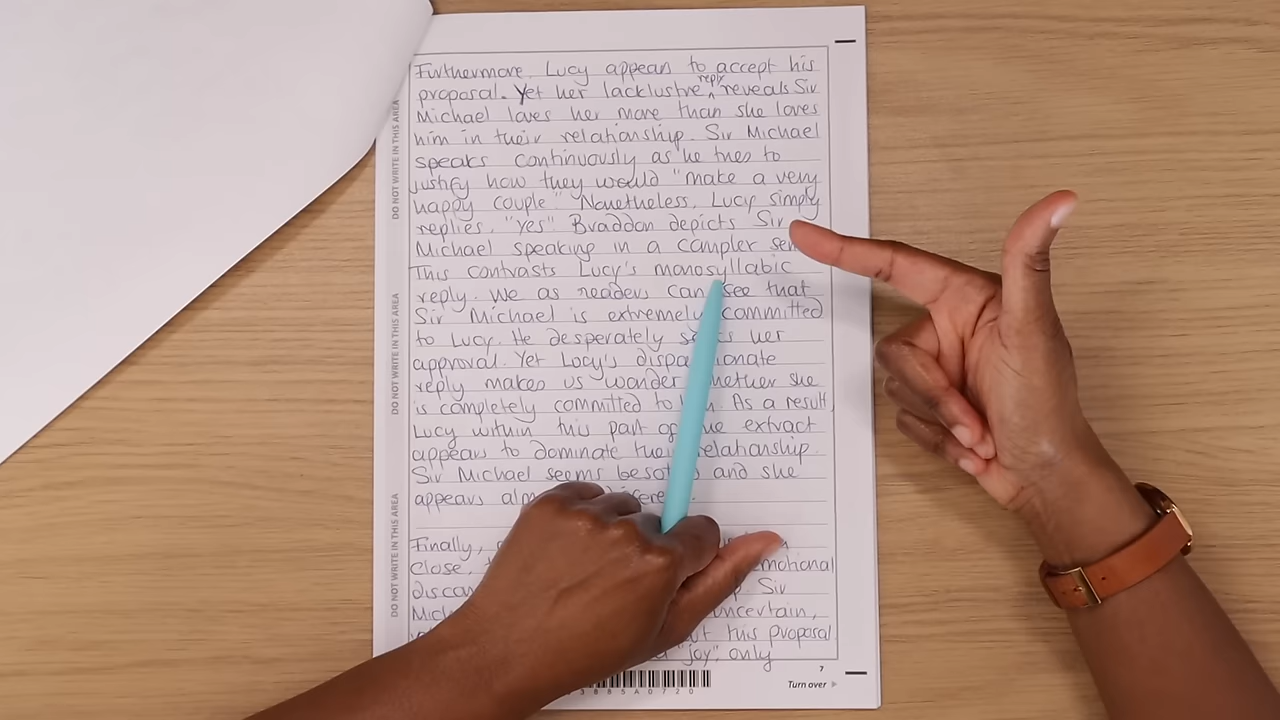 Furthermore, Lucy appears to accept his
proposal. Yet her lacklustre reply reveals Sir
Michael loves her more than she loves
him in their relationship. Sir Michael
speaks continuously as he tries to
justify how they would "make a very
happy couple" Nonetheless, Lucy simply
replies, "yes". Braddon depicts Sir
Michael speaking in a complex
This contrasts Lucy's monosyllabic
reply. We as readers can see that
Sir Michael is extremely committed
to Lucy. He desperately her
approval. Yet Lucy's
reply makes us wonder she
is completely committed to As a result,
Lucy within this part of extract
appears to dominate relationship.
Sir Michael seems and she
appears
Finally,
close, emotional
Sir
uncertain,
this proposal
"joy", only
DO NOT WRITE IN THIS AREA
DO NOT WRITE IN THIS AREA
DO NOT WRITE IN THIS AREA
3885A0720
7
Turn over